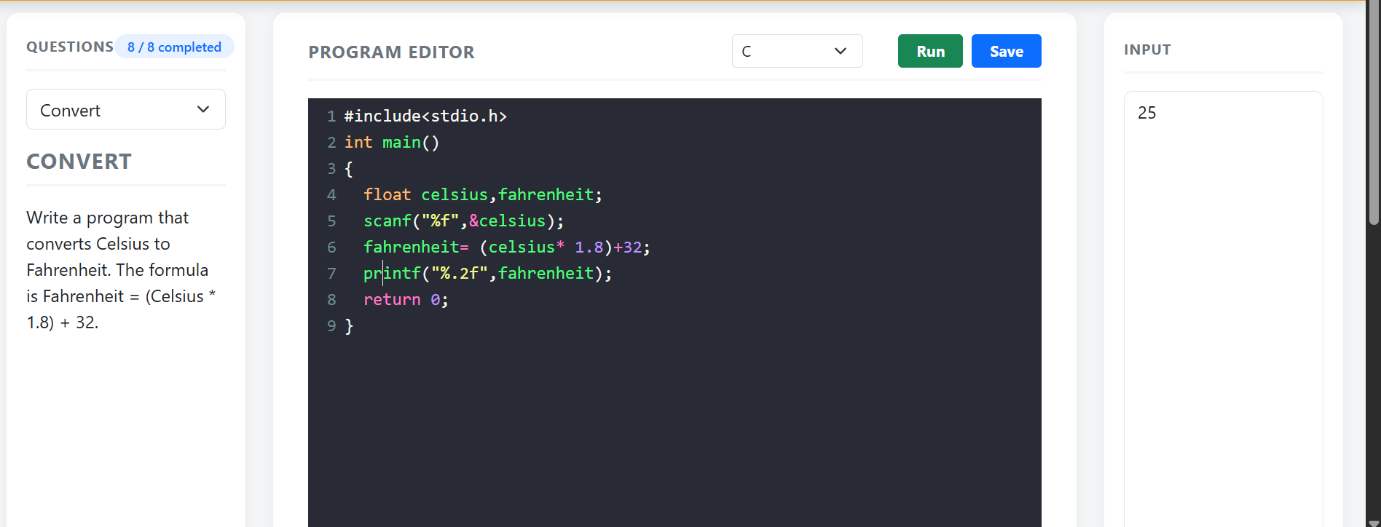 QUESTIONS 8 / 8 completed
Convert
CONVERT
Write a program that
converts Celsius to
Fahrenheit. The formula
is Fahrenheit = (Celsius *
1.8) + 32.
PROGRAM EDITOR
C
Run
Save
1 #include<stdio.h>
2 int main()
3 {
4   float celsius,fahrenheit;
5   scanf("%f",&celsius);
6   fahrenheit= (celsius* 1.8)+32;
7   printf("%.2f",fahrenheit);
8   return 0;
9 }
INPUT
25